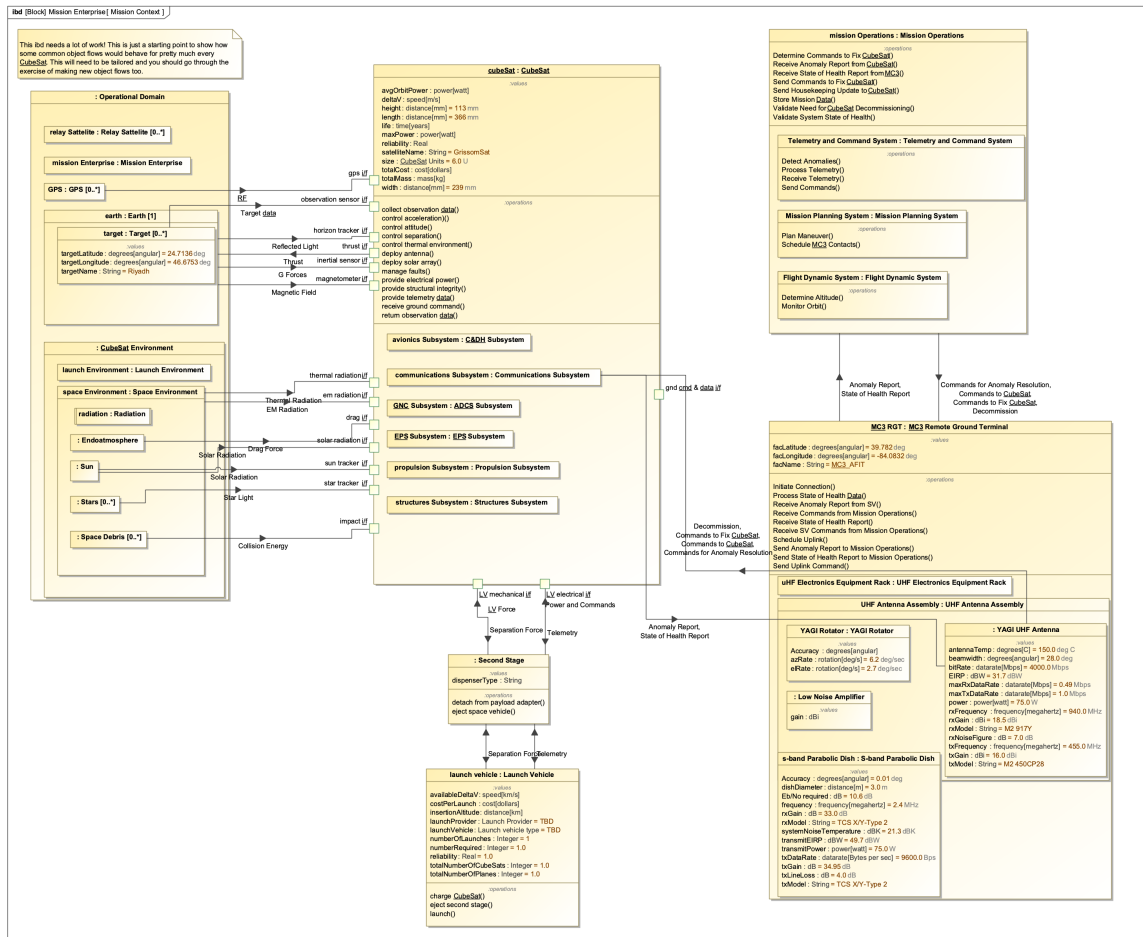 ibd [Block] Mission Enterprise[ Mission Context ]
This ibd needs a lot of work! This is just a starting point to show how
some common object flows would behave for pretty much every
CubeSat. This will need to be tailored and you should go through the
exercise of making new object flows too.
: Operational Domain
relay Sattelite : Relay Sattelite [0..*]
mission Enterprise : Mission Enterprise
GPS : GPS [0..*]
earth : Earth [1]
target : Target [0..*]
:values
targetLatitude : degrees[angular] = 24.7136 deg
targetLongitude : degrees[angular] = 46.6753 deg
targetName : String = Riyadh
: CubeSat Environment
launch Environment : Launch Environment
space Environment : Space Environment
radiation : Radiation
: Endoatmosphere
: Sun
: Stars [0..*]
: Space Debris [0..*]
gps iff
RF
observation sensor iff
Target data
horizon tracker iff
Reflected Light
thrust iff
Thrust
inertial sensor iff
G Forces
magnetometer iff
Magnetic Field
thermal radiation iff
Thermal Radiation
em radiation iff
EM Radiation
drag iff
Drag Force
solar radiation iff
Solar Radiation
sun tracker iff
Solar Radiation
star tracker iff
Star Light
impact iff
Collision Energy
cubeSat : CubeSat
:values
avgOrbitPower : power[watt]
deltaV : speed[m/s]
height : distance[mm] = 113 mm
length : distance[mm] = 366 mm
life : time[years]
maxPower : power[watt]
reliability : Real
satelliteName : String = GrissomSat
size : CubeSat Units = 6.0 U
totalCost : cost[dollars]
totalMass : mass[kg]
width : distance[mm] = 239 mm
:operations
collect observation data()
control acceleration()
control attitude()
control separation()
control thermal environment()
deploy antenna()
deploy solar array()
manage faults()
provide electrical power()
provide structural integrity()
provide telemetry data()
receive ground command()
return observation data()
avionics Subsystem : C&DH Subsystem
communications Subsystem : Communications Subsystem
GNC Subsystem : ADCS Subsystem
EPS Subsystem : EPS Subsystem
propulsion Subsystem : Propulsion Subsystem
structures Subsystem : Structures Subsystem
gnd cmd & data iff
LV mechanical iff
LV Force
Separation Force
LV electrical iff
Power and Commands
Telemetry
: Second Stage
:values
dispenserType : String
:operations
detach from payload adapter()
eject space vehicle()
Separation Force
Telemetry
launch vehicle : Launch Vehicle
:values
availableDeltaV : speed[km/s]
costPerLaunch : cost[dollars]
insertionAltitude : distance[km]
launchProvider : Launch Provider = TBD
launchVehicle : Launch vehicle type = TBD
numberOfLaunches : Integer = 1
numberRequired : Integer = 1.0
reliability : Real = 1.0
totalNumberOfCubeSats : Integer = 1.0
totalNumberOfPlanes : Integer = 1.0
:operations
charge CubeSat()
eject second stage()
launch()
mission Operations : Mission Operations
:operations
Determine Commands to Fix CubeSat()
Receive Anomaly Report from CubeSat()
Receive State of Health Report from MC3()
Send Commands to Fix CubeSat()
Send Housekeeping Update to CubeSat()
Store Mission Data()
Validate Need for CubeSat Decommissioning()
Validate System State of Health()
Telemetry and Command System : Telemetry and Command System
:operations
Detect Anomalies()
Process Telemetry()
Receive Telemetry()
Send Commands()
Mission Planning System : Mission Planning System
:operations
Plan Maneuver()
Schedule MC3 Contacts()
Flight Dynamic System : Flight Dynamic System
:operations
Determine Altitude()
Monitor Orbit()
Anomaly Report,
State of Health Report
Commands for Anomaly Resolution,
Commands to CubeSat,
Commands to Fix CubeSat,
Decommission
MC3 RGT : MC3 Remote Ground Terminal
:values
facLatitude : degrees[angular] = 39.782 deg
facLongitude : degrees[angular] = -84.0832 deg
facName : String = MC3_AFIT
:operations
Initiate Connection()
Process State of Health Data()
Receive Anomaly Report from SV()
Receive Commands from Mission Operations()
Receive State of Health Report()
Receive SV Commands from Mission Operations()
Schedule Uplink()
Send Anomaly Report to Mission Operations()
Send State of Health Report to Mission Operations()
Send Uplink Command()
Decommission,
Commands to Fix CubeSat,
Commands to CubeSat,
Commands for Anomaly Resolution
Anomaly Report,
State of Health Report
uHF Electronics Equipment Rack : UHF Electronics Equipment Rack
UHF Antenna Assembly : UHF Antenna Assembly
YAGI Rotator : YAGI Rotator
:values
Accuracy : degrees[angular]
azRate : rotation[deg/s] = 6.2 deg/sec
elRate : rotation[deg/s] = 2.7 deg/sec
: Low Noise Amplifier
:values
gain : dBi
: YAGI UHF Antenna
:values
antennaTemp : degrees[C] = 150.0 deg C
beamwidth : degrees[angular] = 28.0 deg
bitRate : datarate[Mbps] = 4000.0 Mbps
EIRP : dBW = 31.7 dBW
maxRxDataRate : datarate[Mbps] = 0.49 Mbps
maxTxDataRate : datarate[Mbps] = 1.0 Mbps
power : power[watt] = 75.0 W
rxFrequency : frequency[megahertz] = 940.0 MHz
rxGain : dBi = 18.5 dBi
rxModel : String = M2 917Y
rxNoiseFigure : dB = 7.0 dB
txFrequency : frequency[megahertz] = 455.0 MHz
txGain : dBi = 16.0 dBi
txModel : String = M2 450CP28
s-band Parabolic Dish : S-band Parabolic Dish
:values
Accuracy : degrees[angular] = 0.01 deg
dishDiameter : distance[m] = 3.0 m
Eb/No required : dB = 10.6 dB
frequency : frequency[megahertz] = 2.4 MHz
rxGain : dB = 33.0 dB
rxModel : String = TCS X/Y-Type 2
systemNoiseTemperature : dBK = 21.3 dBK
transmitEIRP : dBW = 49.7 dBW
transmitPower : power[watt] = 75.0 W
txDataRate : datarate[Bytes per sec] = 9600.0 Bps
txGain : dB = 34.95 dB
txLineLoss : dB = 4.0 dB
txModel : String = TCS X/Y-Type 2